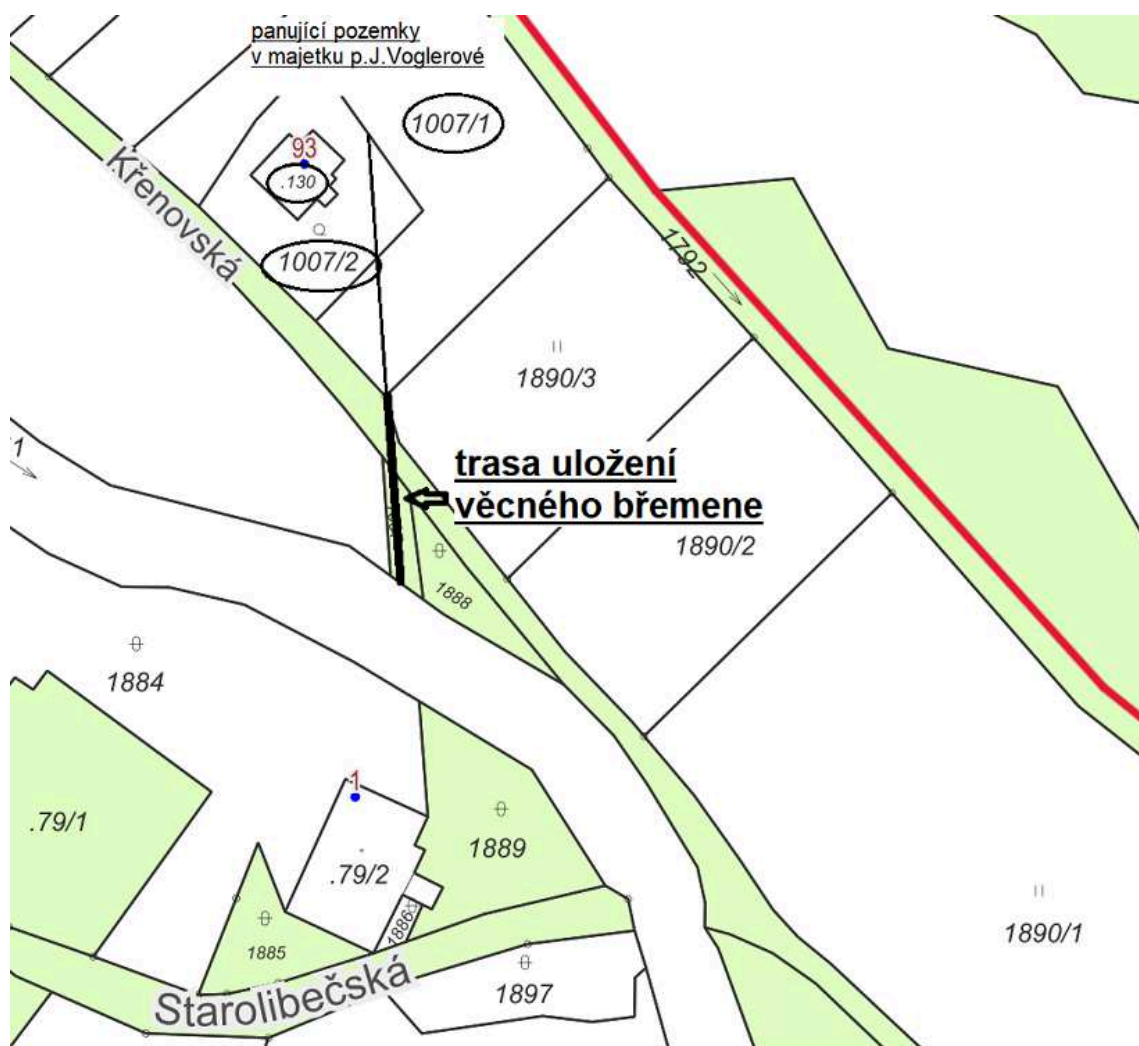 panující pozemky
v majetku p.J.Voglerové
1007/1
93
.130
1007/2
Křenovská
1792
1890/3
trasa uložení
věcného břemene
1890/2
1888
1884
1
.79/1
.79/2
1889
1886
1885
1890/1
Starolibečská
1897